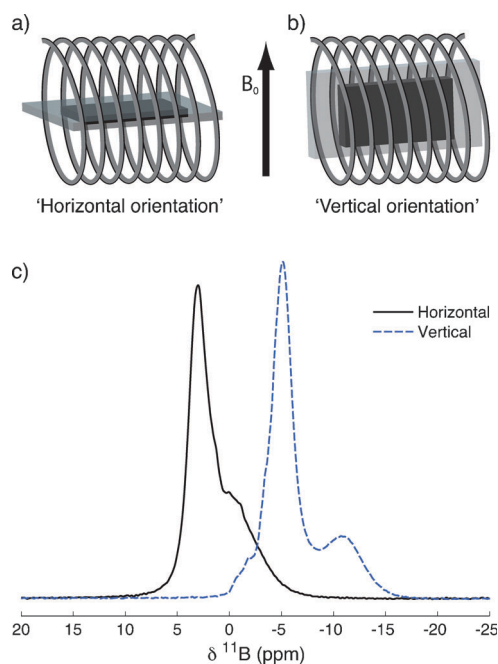 a)
b)
B₀
'Horizontal orientation'
'Vertical orientation'
c)
Horizontal
Vertical
20 15 10 5 0 -5 -10 -15 -20 -25
δ ¹¹B (ppm)